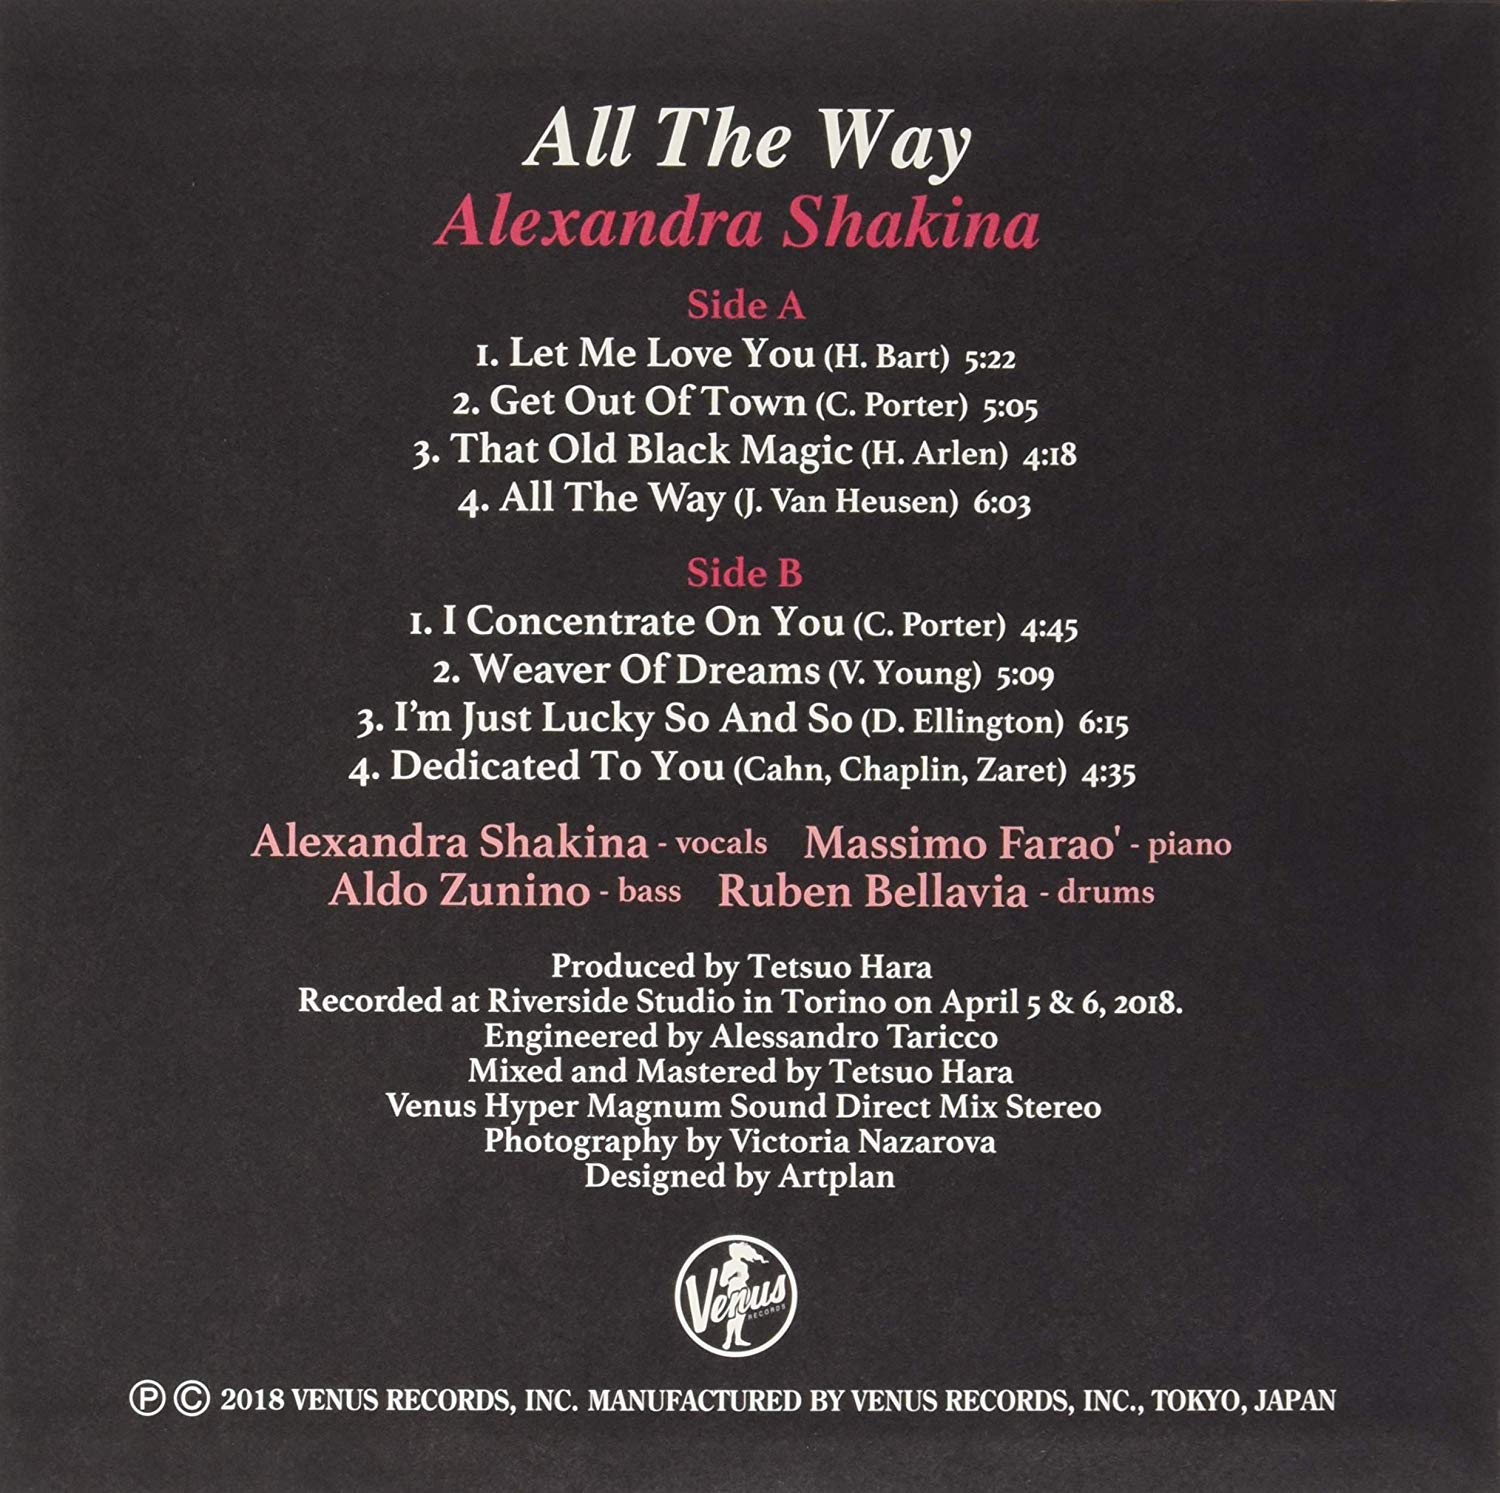 All The Way
Alexandra Shakina
Side A
1. Let Me Love You (H. Bart) 5:22
2. Get Out Of Town (C. Porter) 5:05
3. That Old Black Magic (H. Arlen) 4:18
4. All The Way (J. Van Heusen) 6:03
Side B
1. I Concentrate On You (C. Porter) 4:45
2. Weaver Of Dreams (V. Young) 5:09
3. I'm Just Lucky So And So (D. Ellington) 6:15
4. Dedicated To You (Cahn, Chaplin, Zaret) 4:35
Alexandra Shakina - vocals Massimo Farao' - piano
Aldo Zunino - bass Ruben Bellavia - drums
Produced by Tetsuo Hara
Recorded at Riverside Studio in Torino on April 5 & 6, 2018.
Engineered by Alessandro Taricco
Mixed and Mastered by Tetsuo Hara
Venus Hyper Magnum Sound Direct Mix Stereo
Photography by Victoria Nazarova
Designed by Artplan
Venus
RECORDS
Ⓟ Ⓒ 2018 VENUS RECORDS, INC. MANUFACTURED BY VENUS RECORDS, INC., TOKYO, JAPAN